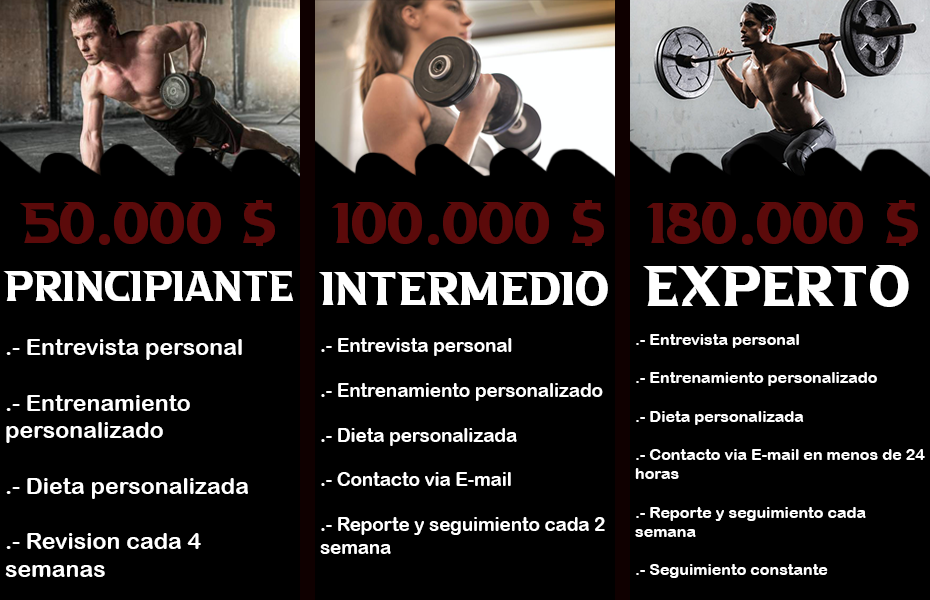 50.000 $
PRINCIPIANTE
.- Entrevista personal
.- Entrenamiento
personalizado
.- Dieta personalizada
.- Revision cada 4
semanas
100.000 $
INTERMEDIO
.- Entrevista personal
.- Entrenamiento personalizado
.- Dieta personalizada
.- Contacto via E-mail
.- Reporte y seguimiento cada 2
semana
180.000 $
EXPERTO
.- Entrevista personal
.- Entrenamiento personalizado
.- Dieta personalizada
.- Contacto via E-mail en menos de 24
horas
.- Reporte y seguimiento cada
semana
.- Seguimiento constante